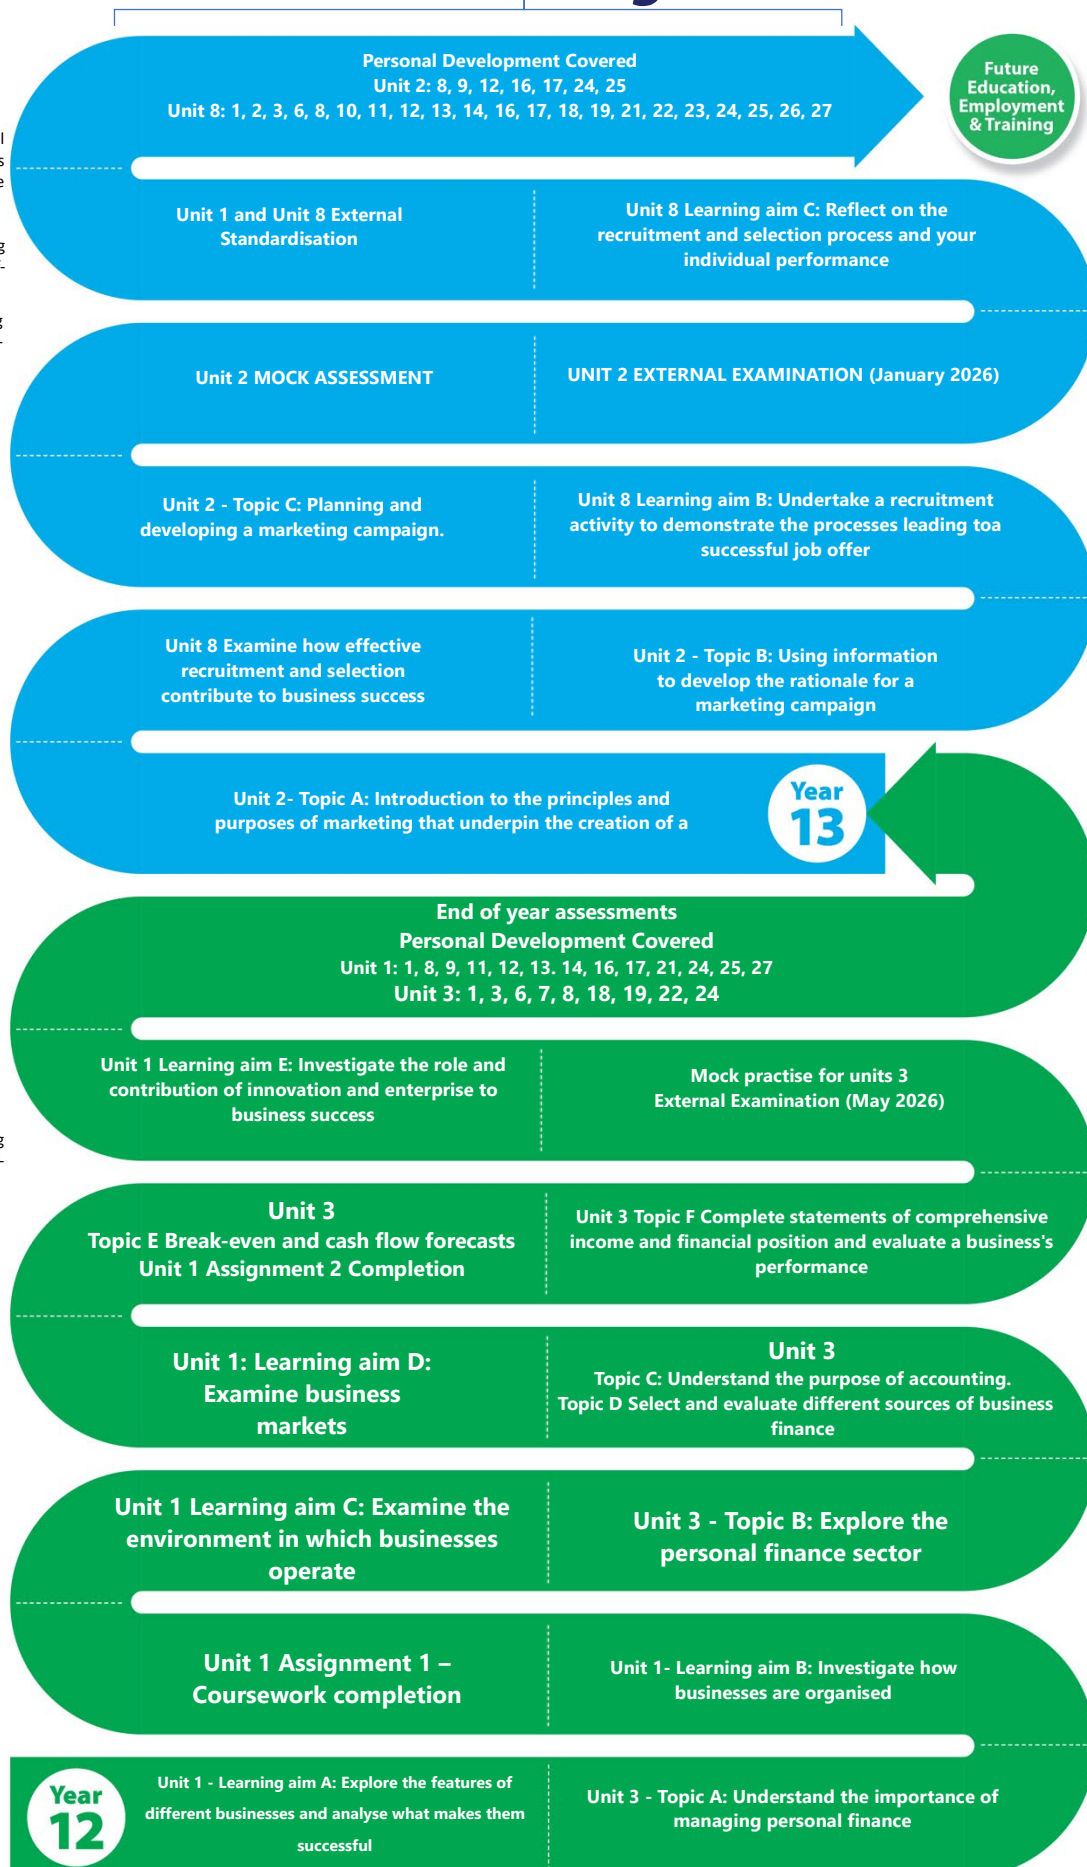 Personal Development Covered
Unit 2: 8, 9, 12, 16, 17, 24, 25
Unit 8: 1, 2, 3, 6, 8, 10, 11, 12, 13, 14, 16, 17, 18, 19, 21, 22, 23, 24, 25, 26, 27
Future
Education,
Employment
& Training
Unit 1 and Unit 8 External
Standardisation
Unit 8 Learning aim C: Reflect on the
recruitment and selection process and your
individual performance
Unit 2 MOCK ASSESSMENT
UNIT 2 EXTERNAL EXAMINATION (January 2026)
Unit 2 - Topic C: Planning and
developing a marketing campaign.
Unit 8 Learning aim B: Undertake a recruitment
activity to demonstrate the processes leading toa
successful job offer
Unit 8 Examine how effective
recruitment and selection
contribute to business success
Unit 2 - Topic B: Using information
to develop the rationale for a
marketing campaign
Unit 2- Topic A: Introduction to the principles and
purposes of marketing that underpin the creation of a
Year
13
End of year assessments
Personal Development Covered
Unit 1: 1, 8, 9, 11, 12, 13. 14, 16, 17, 21, 24, 25, 27
Unit 3: 1, 3, 6, 7, 8, 18, 19, 22, 24
Unit 1 Learning aim E: Investigate the role and
contribution of innovation and enterprise to
business success
Mock practise for units 3
External Examination (May 2026)
Unit 3
Topic E Break-even and cash flow forecasts
Unit 1 Assignment 2 Completion
Unit 3 Topic F Complete statements of comprehensive
income and financial position and evaluate a business's
performance
Unit 1: Learning aim D:
Examine business
markets
Unit 3
Topic C: Understand the purpose of accounting.
Topic D Select and evaluate different sources of business
finance
Unit 1 Learning aim C: Examine the
environment in which businesses
operate
Unit 3 - Topic B: Explore the
personal finance sector
Unit 1 Assignment 1 –
Coursework completion
Unit 1- Learning aim B: Investigate how
businesses are organised
Year
12
Unit 1 - Learning aim A: Explore the features of
different businesses and analyse what makes them
successful
Unit 3 - Topic A: Understand the importance of
managing personal finance